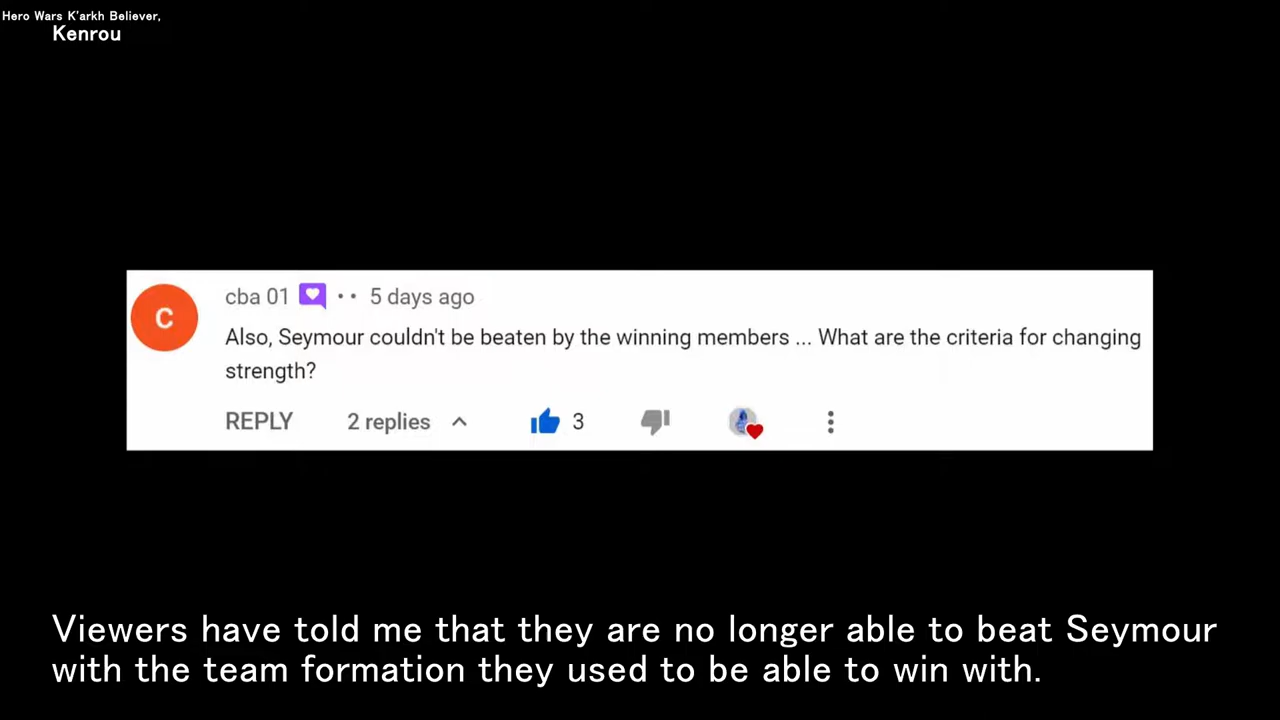 Hero Wars K'arkh Believer,
Kenrou
C
cba 01 • • 5 days ago
Also, Seymour couldn't be beaten by the winning members ... What are the criteria for changing
strength?
REPLY 2 replies 3
Viewers have told me that they are no longer able to beat Seymour
with the team formation they used to be able to win with.